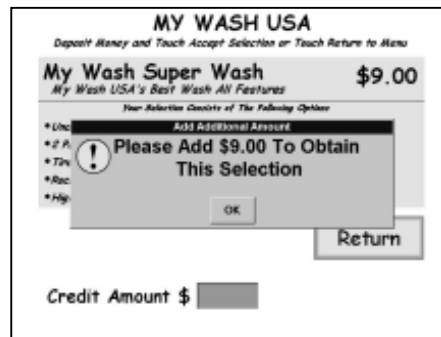 MY WASH USA
Deposit Money and Touch Accept Selection or Touch Return to Menu
My Wash Super Wash $9.00
My Wash USA's Best Wash All Features
Your Selection Consists of The Following Options
Add Additional Amount
Please Add $9.00 To Obtain
This Selection
OK
Return
Credit Amount $